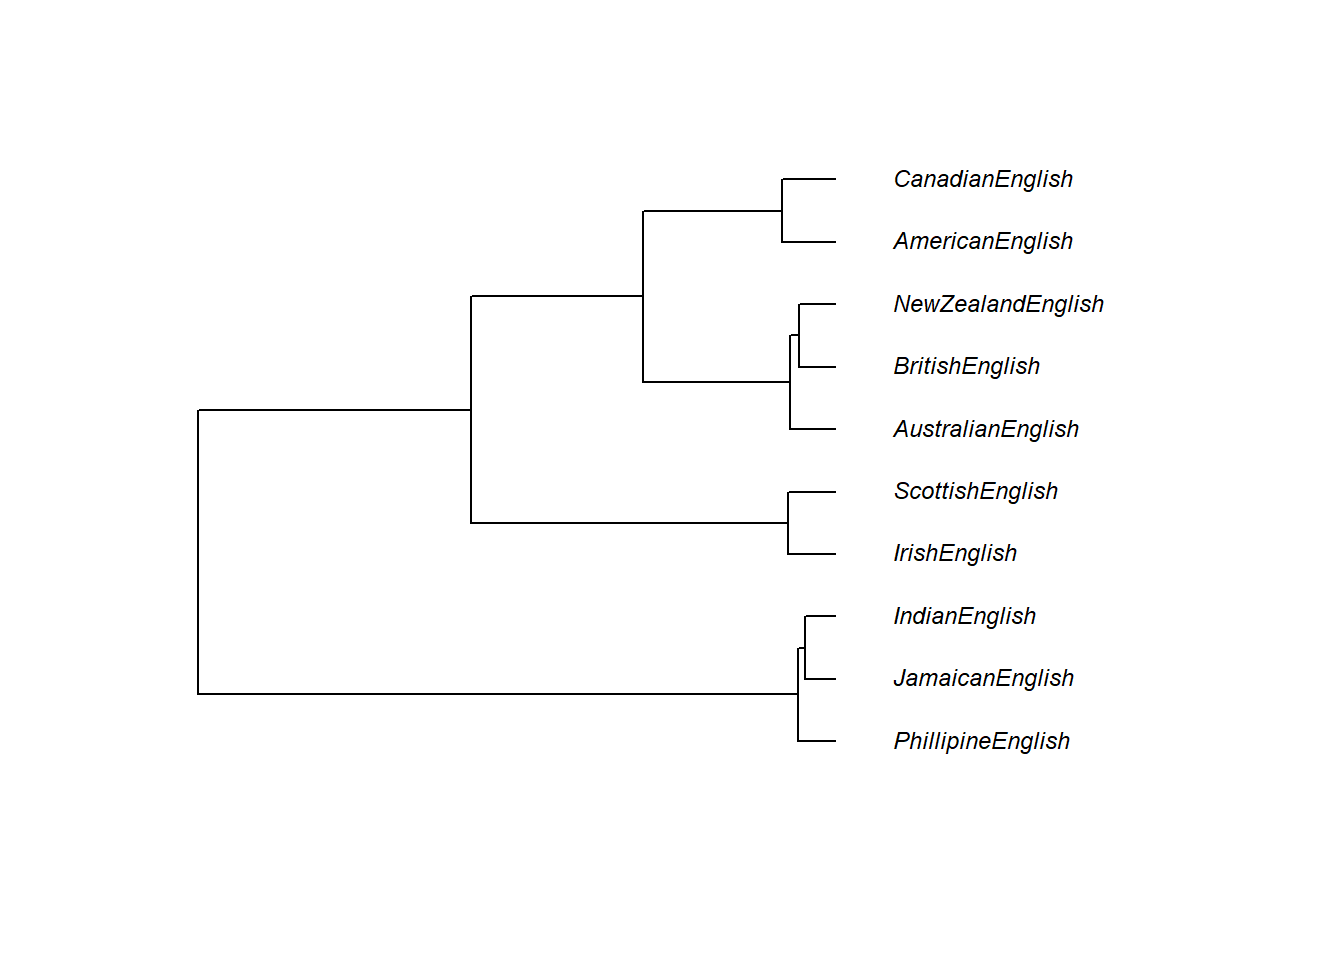 CanadianEnglish
AmericanEnglish
NewZealandEnglish
BritishEnglish
AustralianEnglish
ScottishEnglish
IrishEnglish
IndianEnglish
JamaicanEnglish
PhillipineEnglish